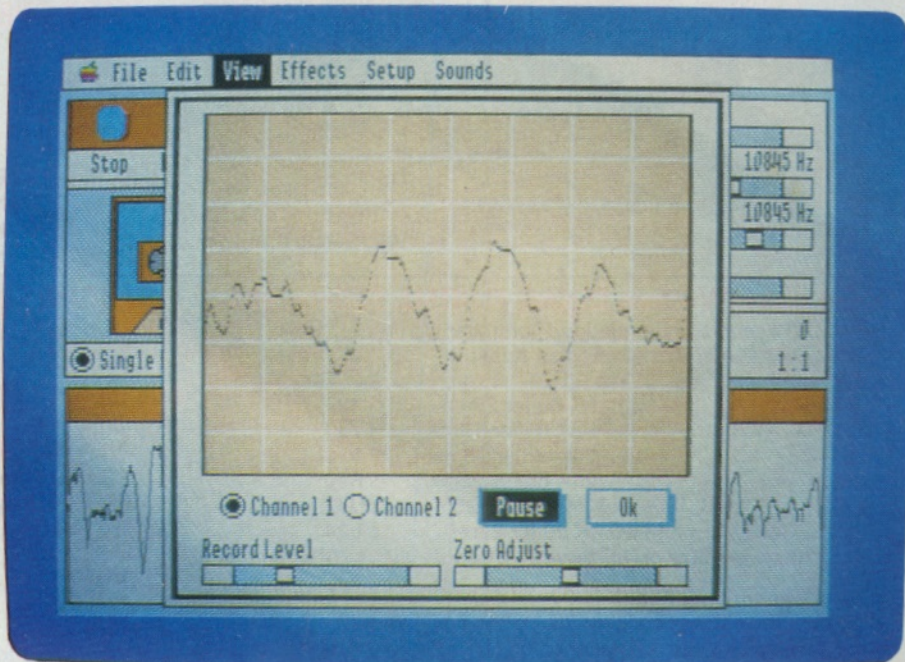 File Edit View Effects Setup Sounds
Stop
10845 Hz
10845 Hz
Single
0
1:1
Channel 1 Channel 2 Pause Ok
Record Level Zero Adjust